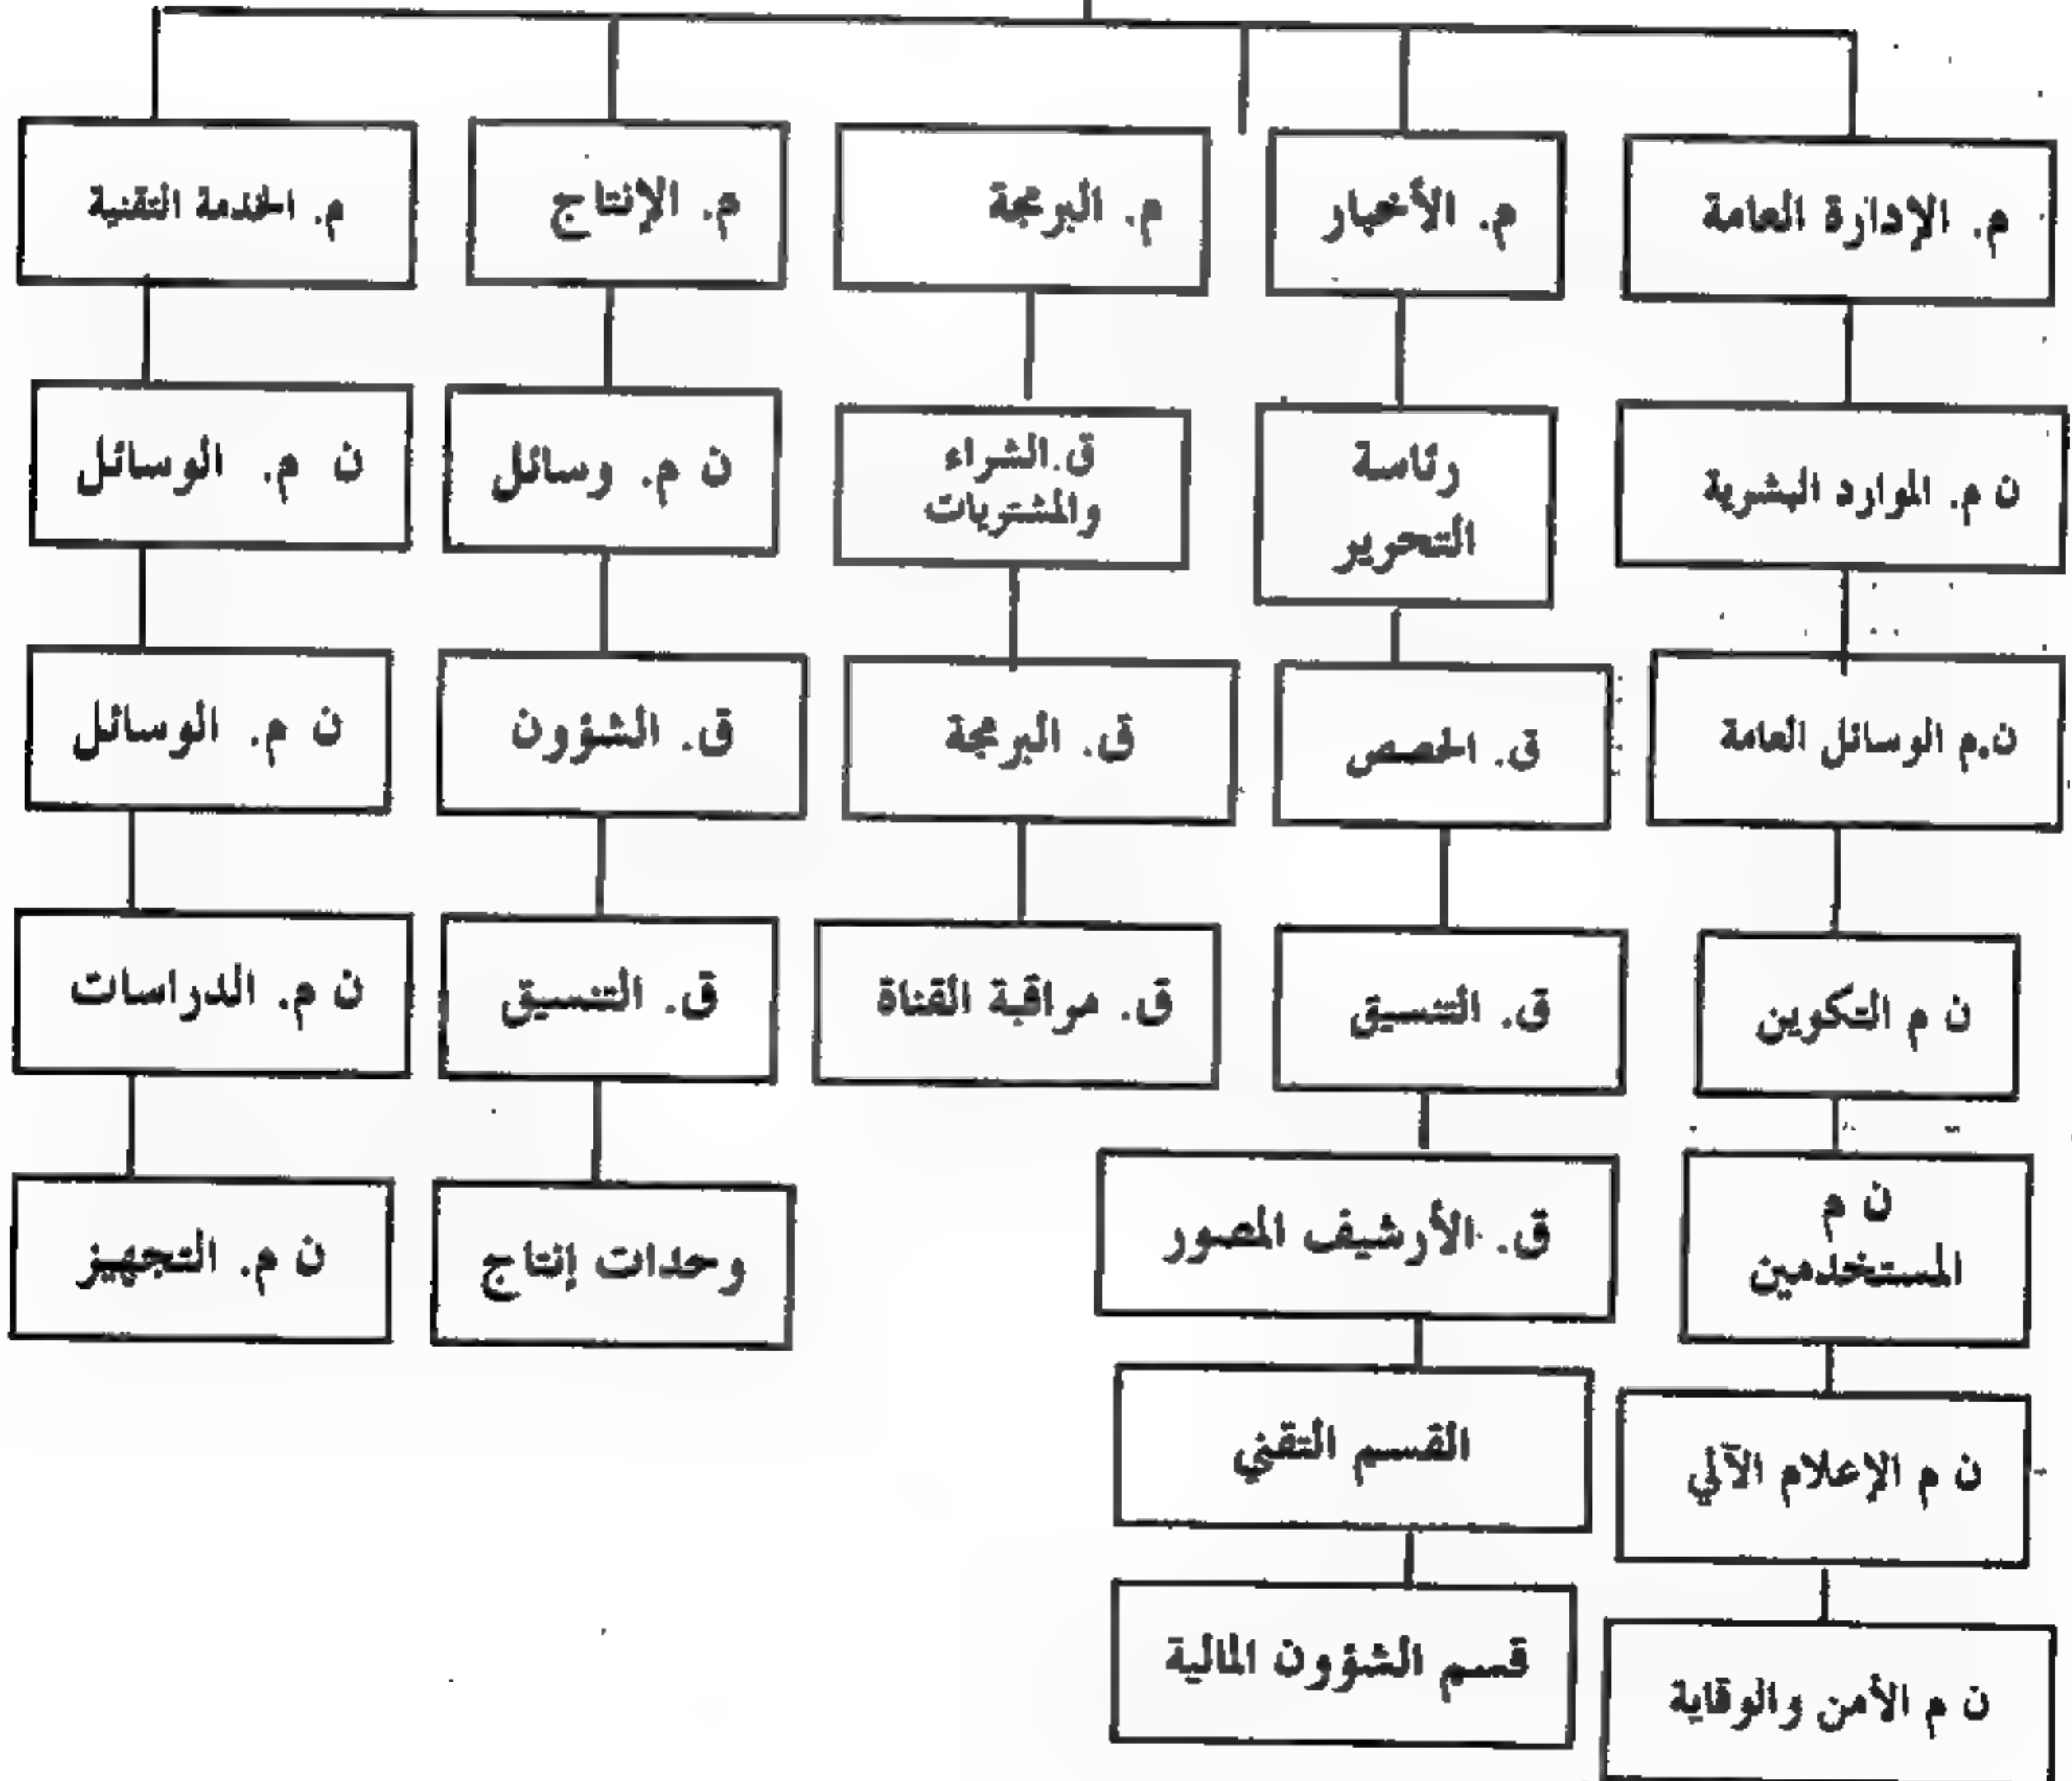 م. الإدارة العامة
م. الأخبار
م. البرمجة
م. الإنتاج
م. الخدمة التقنية
ن م. الموارد البشرية
رئاسة
التحرير
ق.الشراء
والمشتريات
ن م. وسائل
ن م. الوسائل
ن.م الوسائل العامة
ق. الحصص
ق. البرمجة
ق. الشؤون
ن م. الوسائل
ن م التكوين
ق. التنسيق
ق. مراقبة القناة
ق. التنسيق
ن م. الدراسات
ن م
المستخدمين
ق. الأرشيف المصور
وحدات إنتاج
ن م. التجهيز
ن م الإعلام الآلي
القسم التقني
ن م الأمن والوقاية
قسم الشؤون المالية